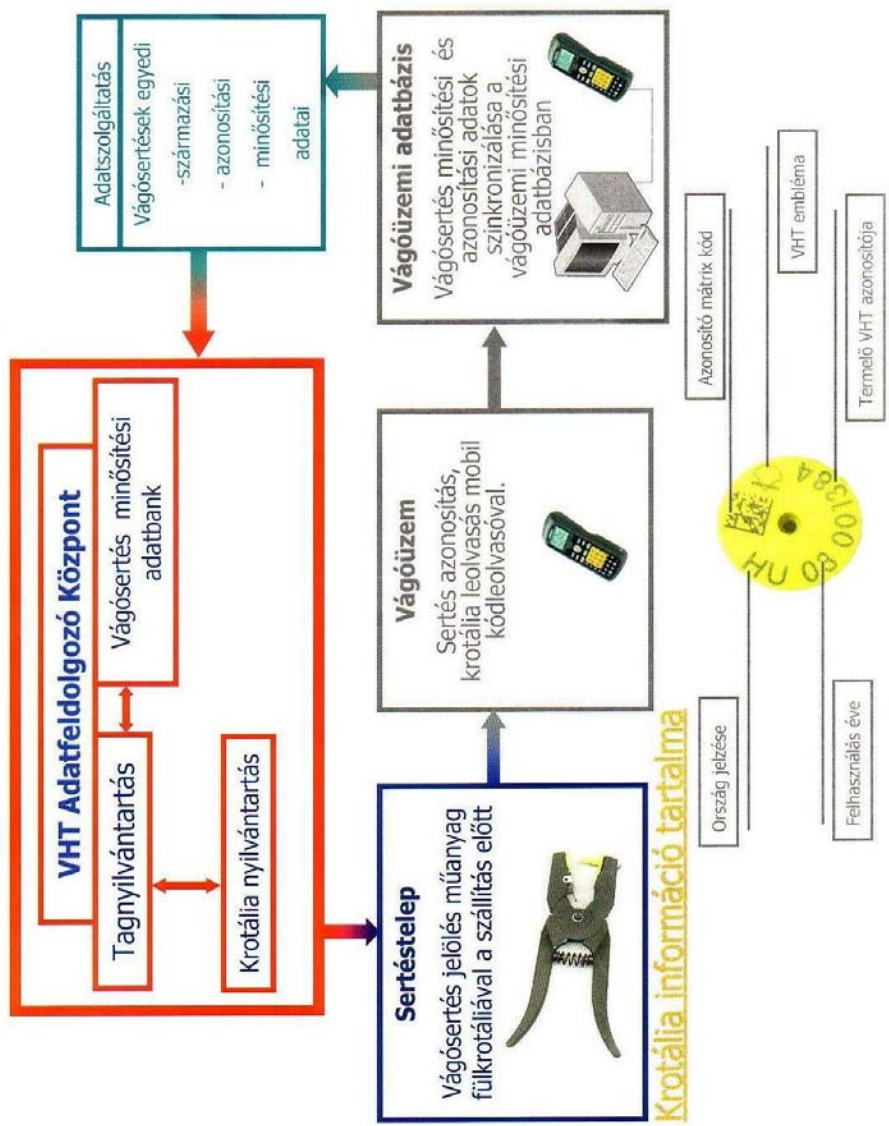 VHT Adatfeldolgozó Központ
Tagnyilvántartás
Vágósertés minősítési
adatbank
Krotália nyilvántartás
Adatszolgáltatás
Vágósertések egyedi
-származási
- azonosítási
- minősítési
adatai
Sertéstelep
Vágósertés jelölés műanyag
fülkrotáliával a szállítás előtt
Vágóüzem
Sertés azonosítás,
krotália leolvasás mobil
kódleolvasóval.
Vágóüzemi adatbázis
Vágósertés minősítési és
azonosítási adatok
szinkronizálása a
vágóüzemi minősítési
adatbázisban
Krotália információ tartalma
Ország jelzése
Azonosító mátrix kód
HU
08
001384
VHT embléma
Felhasználás éve
Termelő VHT azonosítója